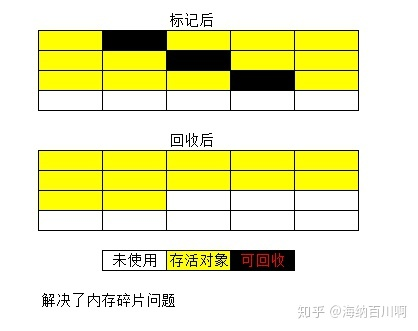 标记后
回收后
未使用 存活对象 可回收
解决了内存碎片问题
知乎 @海纳百川啊